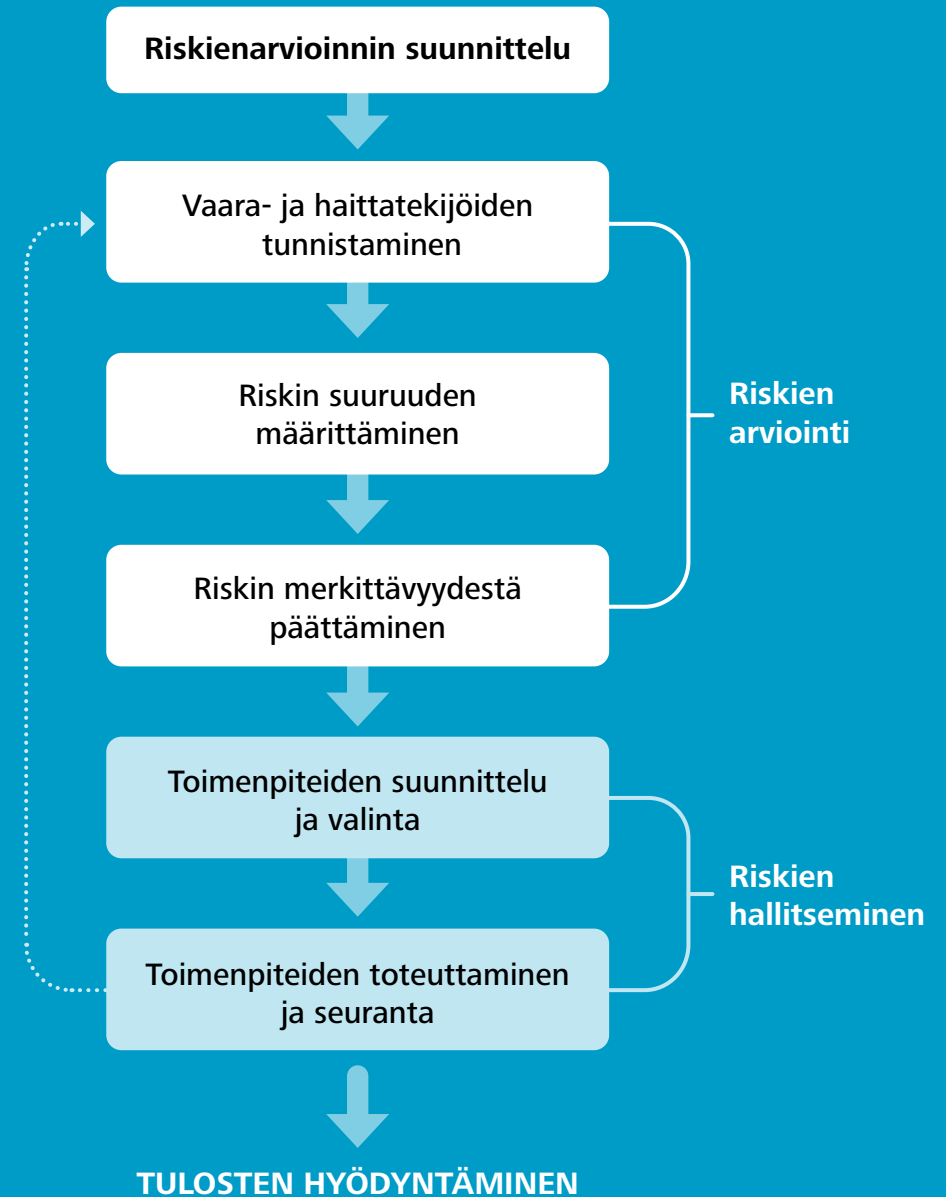 Riskienarvioinnin suunnittelu
Vaara- ja haittatekijöiden
tunnistaminen
Riskin suuruuden
määrittäminen
Riskien
arviointi
Riskin merkittävyydestä
päättäminen
Toimenpiteiden suunnittelu
ja valinta
Riskien
hallitseminen
Toimenpiteiden toteuttaminen
ja seuranta
TULOSTEN HYÖDYNTÄMINEN